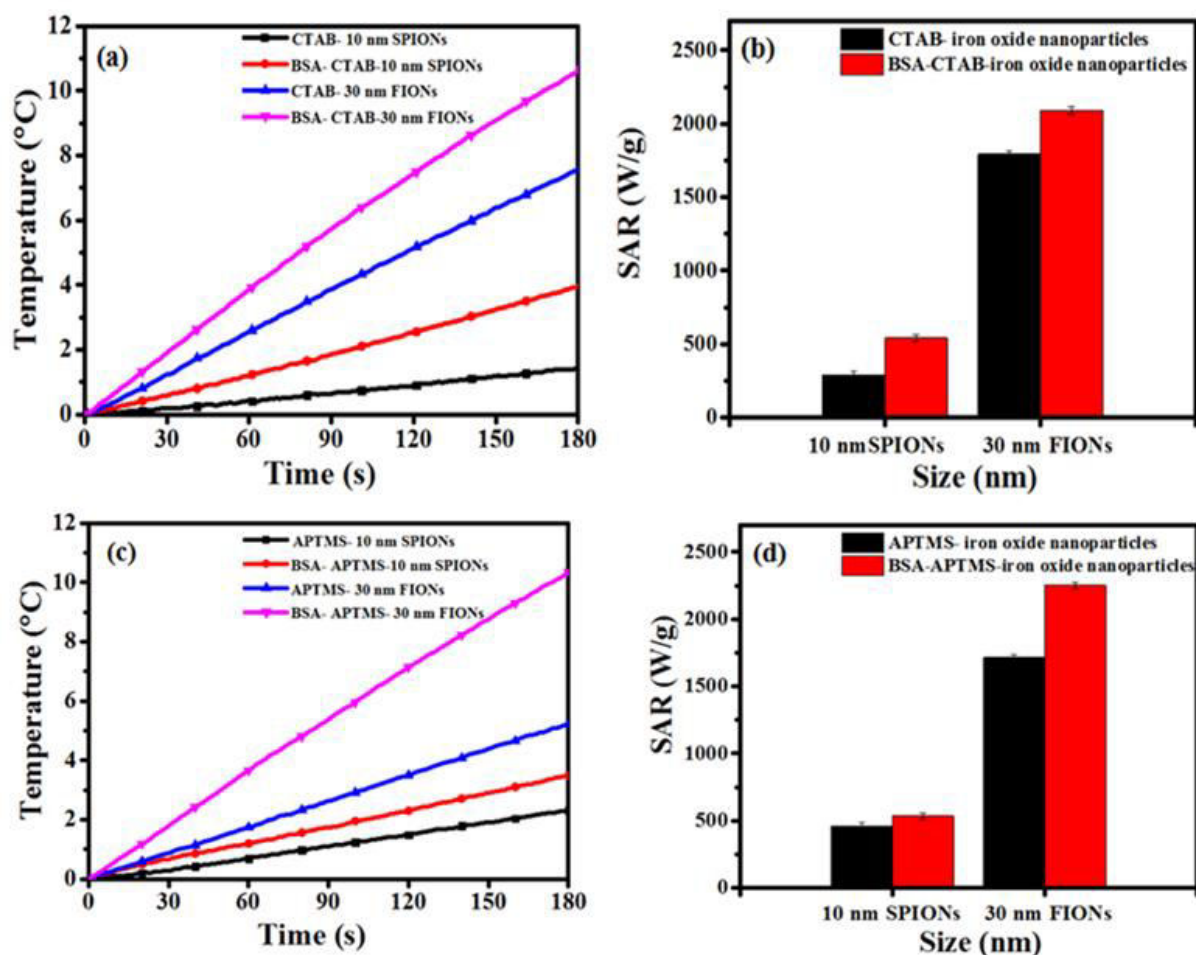 (a)
CTAB- 10 nm SPIONs
BSA- CTAB-10 nm SPIONs
CTAB- 30 nm FIONs
BSA- CTAB-30 nm FIONs
Temperature (°C)
12
10
8
6
4
2
0
0 30 60 90 120 150 180
Time (s)
(b)
CTAB- iron oxide nanoparticles
BSA-CTAB-iron oxide nanoparticles
SAR (W/g)
2500
2000
1500
1000
500
0
10 nm SPIONs 30 nm FIONs
Size (nm)
(c)
APTMS- 10 nm SPIONs
BSA- APTMS-10 nm SPIONs
APTMS- 30 nm FIONs
BSA- APTMS- 30 nm FIONs
Temperature (°C)
12
10
8
6
4
2
0
0 30 60 90 120 150 180
Time (s)
(d)
APTMS- iron oxide nanoparticles
BSA-APTMS-iron oxide nanoparticles
SAR (W/g)
2500
2000
1500
1000
500
0
10 nm SPIONs 30 nm FIONs
Size (nm)